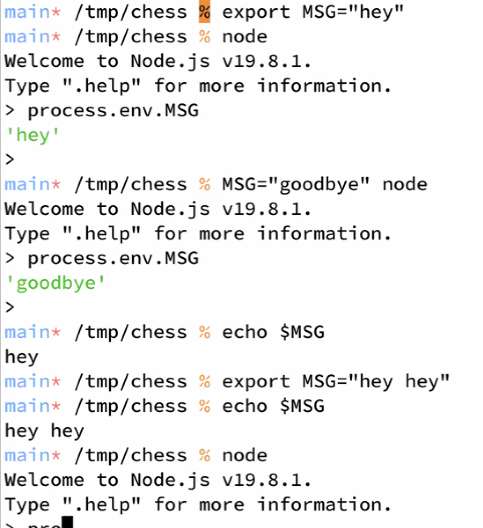 main* /tmp/chess % export MSG="hey"
main* /tmp/chess % node
Welcome to Node.js v19.8.1.
Type ".help" for more information.
> process.env.MSG
'hey'
>
main* /tmp/chess % MSG="goodbye" node
Welcome to Node.js v19.8.1.
Type ".help" for more information.
> process.env.MSG
'goodbye'
>
main* /tmp/chess % echo $MSG
hey
main* /tmp/chess % export MSG="hey hey"
main* /tmp/chess % echo $MSG
hey hey
main* /tmp/chess % node
Welcome to Node.js v19.8.1.
Type ".help" for more information.
> pro